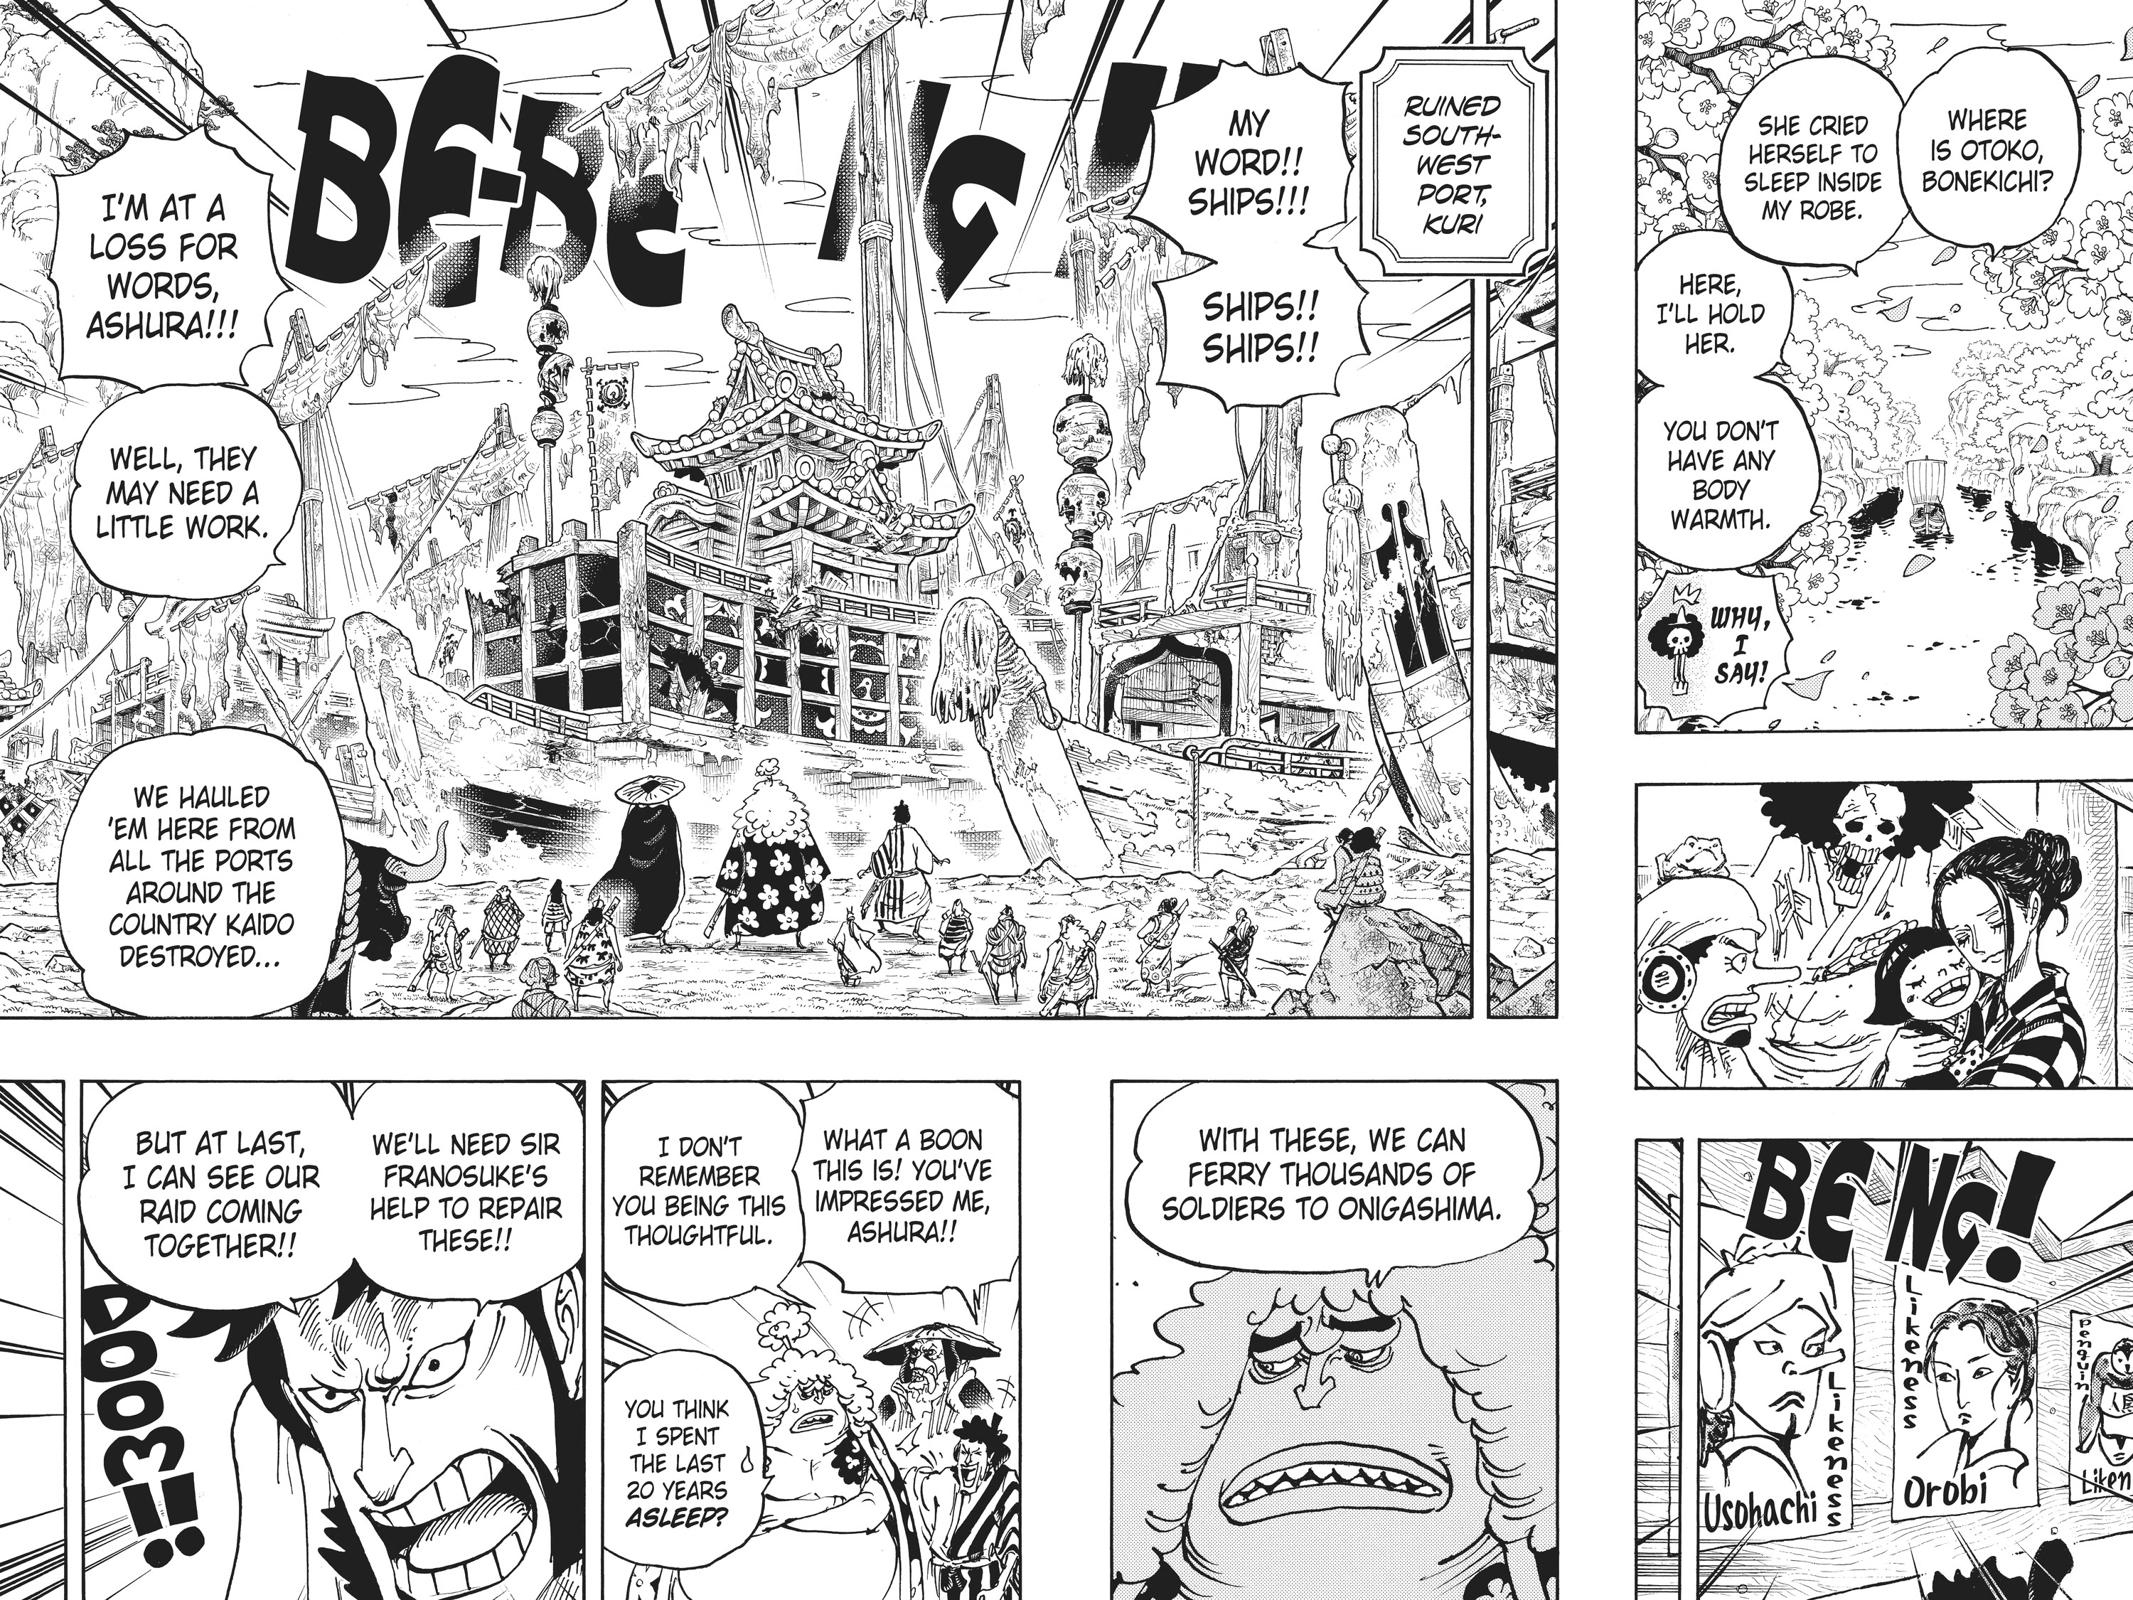 WHERE
IS OTOKO,
BONEKICHI?
SHE CRIED
HERSELF TO
SLEEP INSIDE
MY ROBE.
HERE,
I'LL HOLD
HER.
YOU DON'T
HAVE ANY
BODY
WARMTH.
WHY,
I
SAY!
BENG!
Penguin
Liken
Likeness
Orobi
Likeness
Usohachi
RUINED
SOUTH-
WEST
PORT,
KURI
BE-BENG
MY
WORD!!
SHIPS!!!
SHIPS!!
SHIPS!!
I'M AT A
LOSS FOR
WORDS,
ASHURA!!!
WELL, THEY
MAY NEED A
LITTLE WORK.
WE HAULED
'EM HERE FROM
ALL THE PORTS
AROUND THE
COUNTRY KAIDO
DESTROYED...
WITH THESE, WE CAN
FERRY THOUSANDS OF
SOLDIERS TO ONIGASHIMA.
WHAT A BOON
THIS IS! YOU'VE
IMPRESSED ME,
ASHURA!!
I DON'T
REMEMBER
YOU BEING THIS
THOUGHTFUL.
YOU THINK
I SPENT
THE LAST
20 YEARS
ASLEEP?
WE'LL NEED SIR
FRANOSUKE'S
HELP TO REPAIR
THESE!!
BUT AT LAST,
I CAN SEE OUR
RAID COMING
TOGETHER!!
DOOM!!